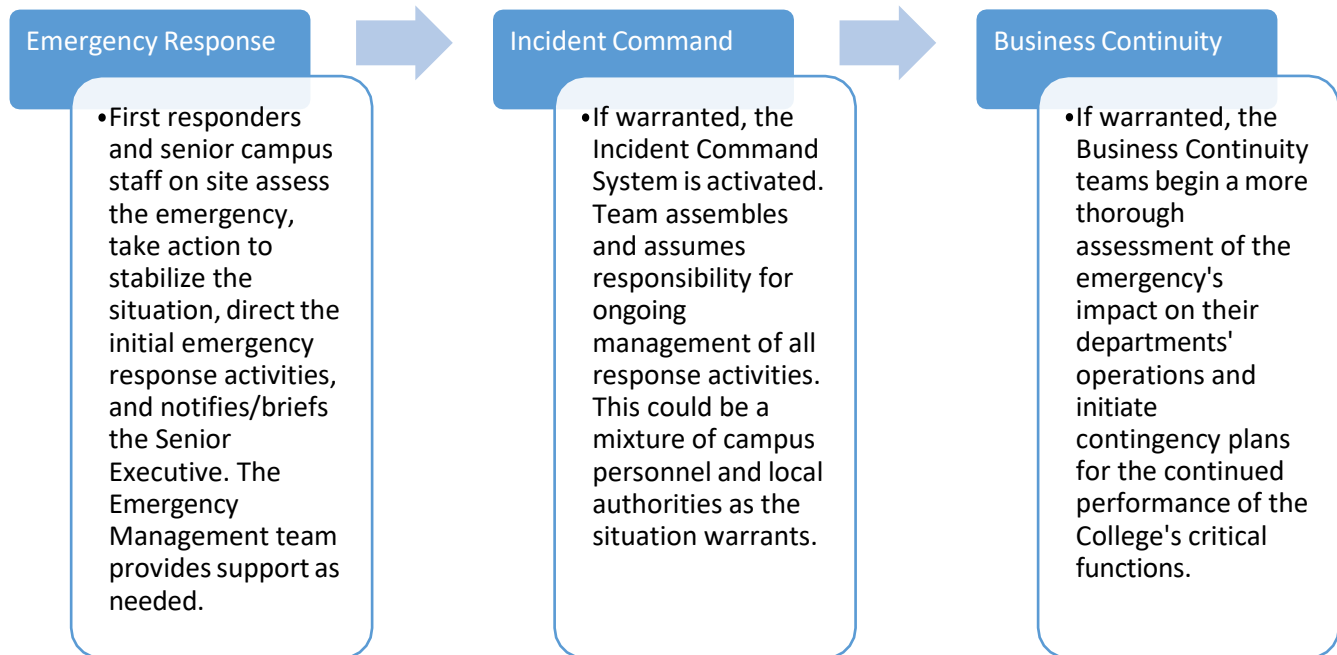 Emergency Response
•First responders
and senior campus
staff on site assess
the emergency,
take action to
stabilize the
situation, direct the
initial emergency
response activities,
and notifies/briefs
the Senior
Executive. The
Emergency
Management team
provides support as
needed.
Incident Command
•If warranted, the
Incident Command
System is activated.
Team assembles
and assumes
responsibility for
ongoing
management of all
response activities.
This could be a
mixture of campus
personnel and local
authorities as the
situation warrants.
Business Continuity
•If warranted, the
Business Continuity
teams begin a more
thorough
assessment of the
emergency's
impact on their
departments'
operations and
initiate
contingency plans
for the continued
performance of the
College's critical
functions.